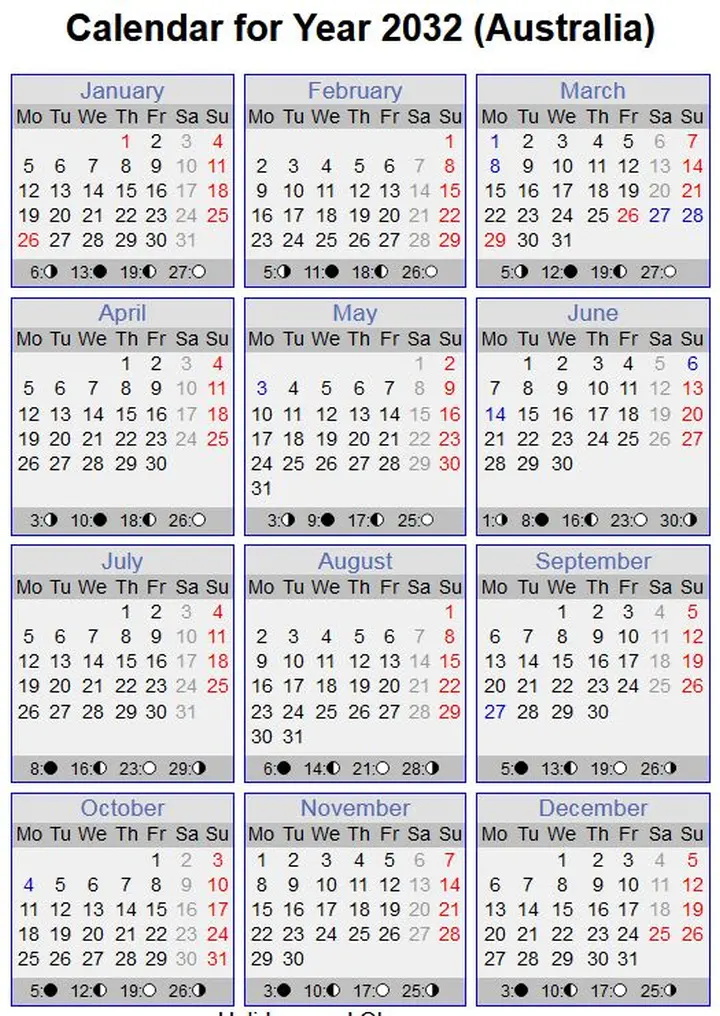 Calendar for Year 2032 (Australia)
January
Mo Tu We Th Fr Sa Su
1 2 3 4
5 6 7 8 9 10 11
12 13 14 15 16 17 18
19 20 21 22 23 24 25
26 27 28 29 30 31
6:◑ 13:● 19:◐ 27:○
February
Mo Tu We Th Fr Sa Su
1
2 3 4 5 6 7 8
9 10 11 12 13 14 15
16 17 18 19 20 21 22
23 24 25 26 27 28 29
5:◑ 11:● 18:◐ 26:○
March
Mo Tu We Th Fr Sa Su
1 2 3 4 5 6 7
8 9 10 11 12 13 14
15 16 17 18 19 20 21
22 23 24 25 26 27 28
29 30 31
5:◑ 12:● 19:◐ 27:○
April
Mo Tu We Th Fr Sa Su
1 2 3 4
5 6 7 8 9 10 11
12 13 14 15 16 17 18
19 20 21 22 23 24 25
26 27 28 29 30
3:◑ 10:● 18:◐ 26:○
May
Mo Tu We Th Fr Sa Su
1 2
3 4 5 6 7 8 9
10 11 12 13 14 15 16
17 18 19 20 21 22 23
24 25 26 27 28 29 30
31
3:◑ 9:● 17:◐ 25:○
June
Mo Tu We Th Fr Sa Su
1 2 3 4 5 6
7 8 9 10 11 12 13
14 15 16 17 18 19 20
21 22 23 24 25 26 27
28 29 30
1:◑ 8:● 16:◐ 23:○ 30:◑
July
Mo Tu We Th Fr Sa Su
1 2 3 4
5 6 7 8 9 10 11
12 13 14 15 16 17 18
19 20 21 22 23 24 25
26 27 28 29 30 31
8:● 16:◐ 23:○ 29:◑
August
Mo Tu We Th Fr Sa Su
1
2 3 4 5 6 7 8
9 10 11 12 13 14 15
16 17 18 19 20 21 22
23 24 25 26 27 28 29
30 31
6:● 14:◐ 21:○ 28:◑
September
Mo Tu We Th Fr Sa Su
1 2 3 4 5
6 7 8 9 10 11 12
13 14 15 16 17 18 19
20 21 22 23 24 25 26
27 28 29 30
5:● 13:◐ 19:○ 26:◑
October
Mo Tu We Th Fr Sa Su
1 2 3
4 5 6 7 8 9 10
11 12 13 14 15 16 17
18 19 20 21 22 23 24
25 26 27 28 29 30 31
5:● 12:◐ 19:○ 26:◑
November
Mo Tu We Th Fr Sa Su
1 2 3 4 5 6 7
8 9 10 11 12 13 14
15 16 17 18 19 20 21
22 23 24 25 26 27 28
29 30
3:● 10:◐ 17:○ 25:◑
December
Mo Tu We Th Fr Sa Su
1 2 3 4 5
6 7 8 9 10 11 12
13 14 15 16 17 18 19
20 21 22 23 24 25 26
27 28 29 30 31
3:● 10:◐ 17:○ 25:◑